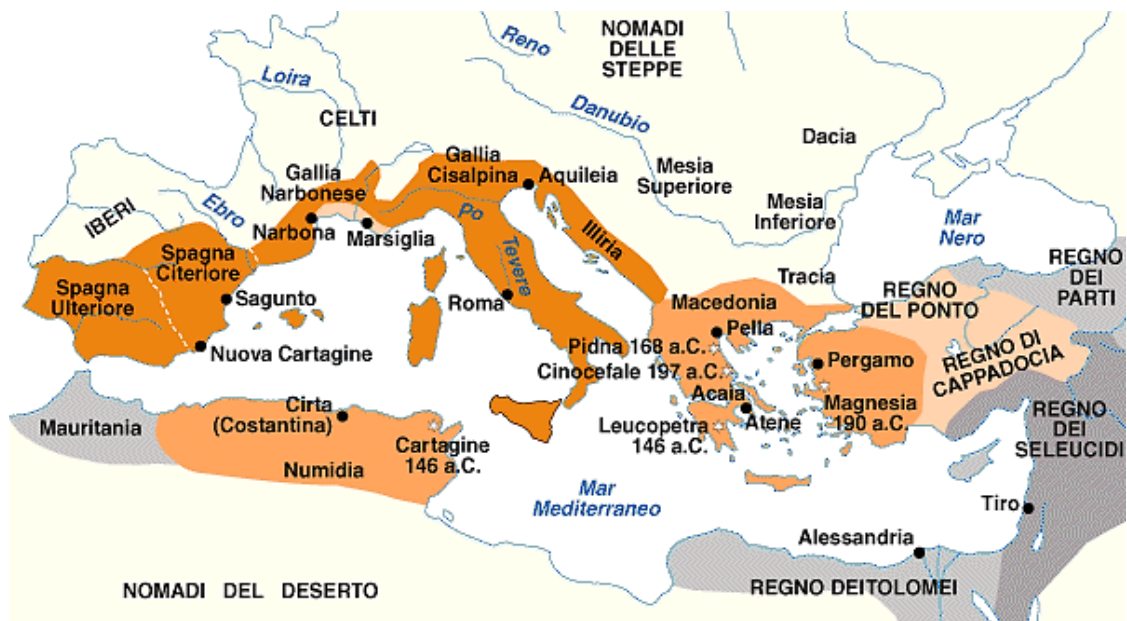 Reno
NOMADI
DELLE
STEPPE
Loira
Danubio
CELTI
Dacia
Gallia
Cisalpina
Aquileia
Mesia
Superiore
Gallia
Narbonese
Mesia
Inferiore
IBERI
Ebro
Po
Mar
Nero
Narbona
Marsiglia
Illiria
Spagna
Citeriore
Tevere
Tracia
REGNO
DEI
PARTI
Spagna
Ulteriore
Sagunto
Roma
Macedonia
REGNO
DEL PONTO
Pella
Nuova Cartagine
Pidna 168 a.C.
Cinocefale 197 a.C.
Pergamo
REGNO DI
CAPPADOCIA
Acaia
Cirta
(Costantina)
Magnesia
190 a.C.
Mauritania
Leucopetra
146 a.C.
Atene
REGNO
DEI
SELEUCIDI
Cartagine
146 a.C.
Numidia
Mar
Mediterraneo
Tiro
Alessandria
NOMADI DEL DESERTO
REGNO DEITOLOMEI